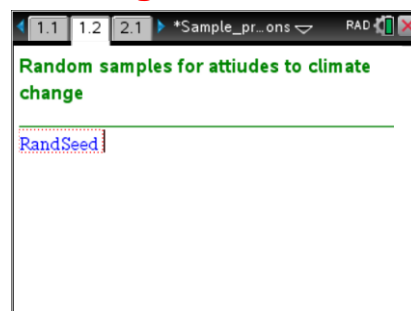 1.1 1.2 2.1 *Sample_pr...ons RAD
Random samples for attiudes to climate
change
RandSeed